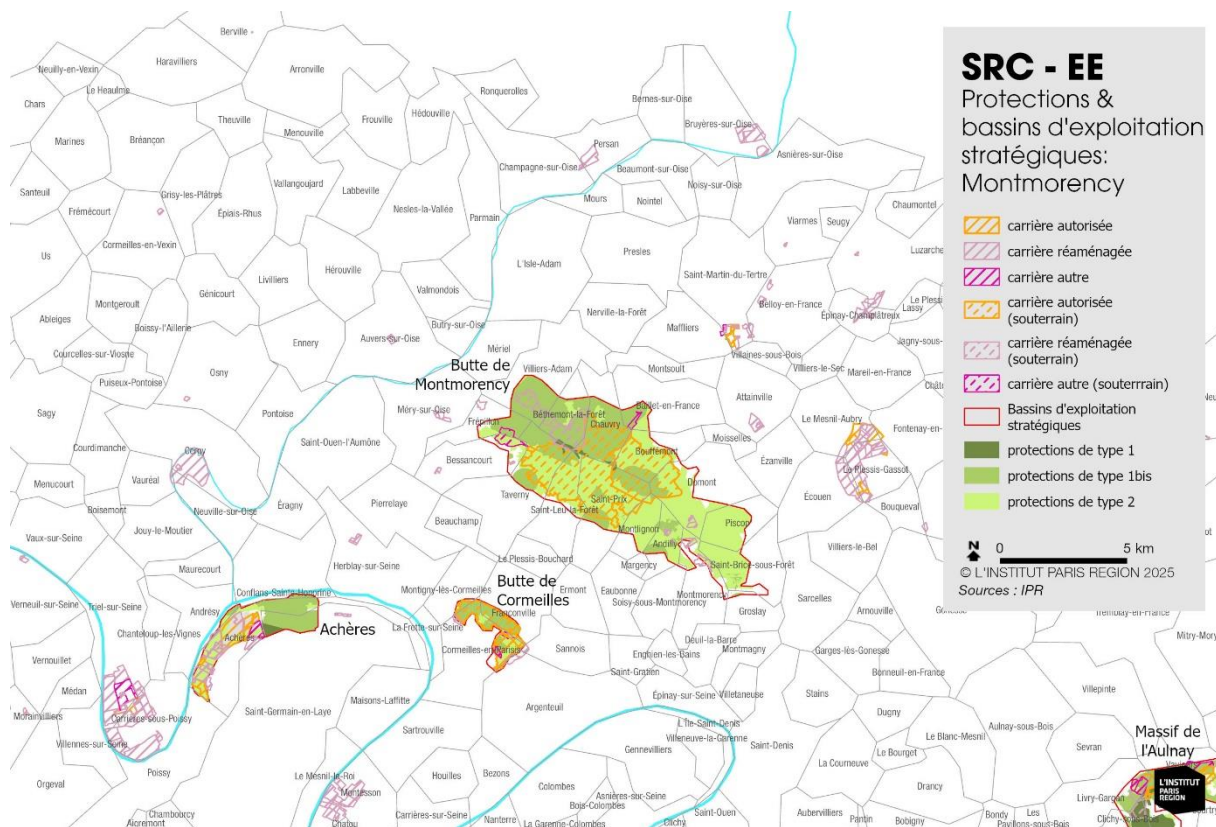 SRC - EE
Protections &
bassins d'exploitation
stratégiques:
Montmorency
carrière autorisée
carrière réaménagée
carrière autre
carrière autorisée
(souterrain)
carrière réaménagée
(souterrain)
carrière autre (souterrrain)
Bassins d'exploitation
stratégiques
protections de type 1
protections de type 1bis
protections de type 2
N
0 5 km
© L'INSTITUT PARIS REGION 2025
Sources : IPR
Berville
Neuilly-en-Vexin
Haravilliers
Arronville
Le Heaulme
Ronquerolles
Chars
Theuville
Frouville
Hédouville
Bernes-sur-Oise
Bruyères-sur-Oise
Marines
Bréançon
Menouville
Persan
Asnières-sur-Oise
Champagne-sur-Oise
Beaumont-sur-Oise
Santeuil
Grisy-les-Plâtres
Vallangoujard
Labbeville
Noisy-sur-Oise
Mours
Nointel
Frémécourt
Épiais-Rhus
Nesles-la-Vallée
Parmain
Viarmes
Seugy
Chaumontel
Cormeilles-en-Vexin
Presles
Us
Livilliers
Hérouville
L'Isle-Adam
Saint-Martin-du-Tertre
Luzarche
Génicourt
Valmondois
Montgeroult
Belloy-en-France
Le Plessi
Lassy
Ableiges
Boissy-l'Aillerie
Nerville-la-Forêt
Épinay-Champlâtreux
Ennery
Auvers-sur-Oise
Butry-sur-Oise
Maffliers
Jagny-sous-
Courcelles-sur-Viosne
Mériel
Villaines-sous-Bois
Osny
Butte de
Montmorency
Villiers-Adam
Montsoult
Villiers-le-Sec
Mareil-en-France
Puiseux-Pontoise
Attainville
Sagy
Pontoise
Méry-sur-Oise
Frépillon
Béthemont-la-Forêt
Chauvry
Baillet-en-France
Le Mesnil-Aubry
Fontenay-en-
Moisselles
Courdimanche
Saint-Ouen-l'Aumône
Bessancourt
Bouffémont
Ézanville
Cergy
Le Plessis-Gassot
Menucourt
Vauréal
Domont
Écouen
Boisemont
Neuville-sur-Oise
Éragny
Pierrelaye
Taverny
Saint-Prix
Saint-Leu-la-Forêt
Bouqueval
Beauchamp
Piscop
Jouy-le-Moutier
Montlignon
Vaux-sur-Seine
Andilly
Villiers-le-Bel
Maurecourt
Herblay-sur-Seine
Le Plessis-Bouchard
Margency
Saint-Brice-sous-Forêt
Conflans-Sainte-Honorine
Montigny-lès-Cormeilles
Butte de
Cormeilles
Ermont
Eaubonne
Soisy-sous-Montmorency
Montmorency
Verneuil-sur-Seine
Triel-sur-Seine
Andrésy
Franconville
Groslay
Sarcelles
Arnouville
Tremblay-en-France
Chanteloup-les-Vignes
Achères
Achères
La Frette-sur-Seine
Deuil-la-Barre
Cormeilles-en-Parisis
Sannois
Enghien-les-Bains
Montmagny
Garges-lès-Gonesse
Mitry-Mory
Vernouillet
Saint-Gratien
Bonneuil-en-France
Médan
Maisons-Laffitte
Épinay-sur-Seine
Villetaneuse
Stains
Villepinte
Morainvilliers
Carrières-sous-Poissy
Saint-Germain-en-Laye
Argenteuil
Dugny
Villennes-sur-Seine
Sartrouville
L'Île-Saint-Denis
Villeneuve-la-Garenne
Aulnay-sous-Bois
Massif de
l'Aulnay
Poissy
Gennevilliers
Saint-Denis
Le Blanc-Mesnil
Sevran
Le Bourget
Orgeval
Le Mesnil-le-Roi
Houilles
Bezons
La Courneuve
Montesson
Colombes
Drancy
Livry-Gargan
L'INSTITUT
PARIS
REGION
Asnières-sur-Seine
Bois-Colombes
Chambourcy
Carrières-sur-Seine
Saint-Ouen
Aubervilliers
Pantin
Bondy
Les
Clichy-sous-Bois
Aigremont
Chatou
Nanterre
La Garenne-Colombes
Clichy
Bobigny
Pavillons-sous-Bois